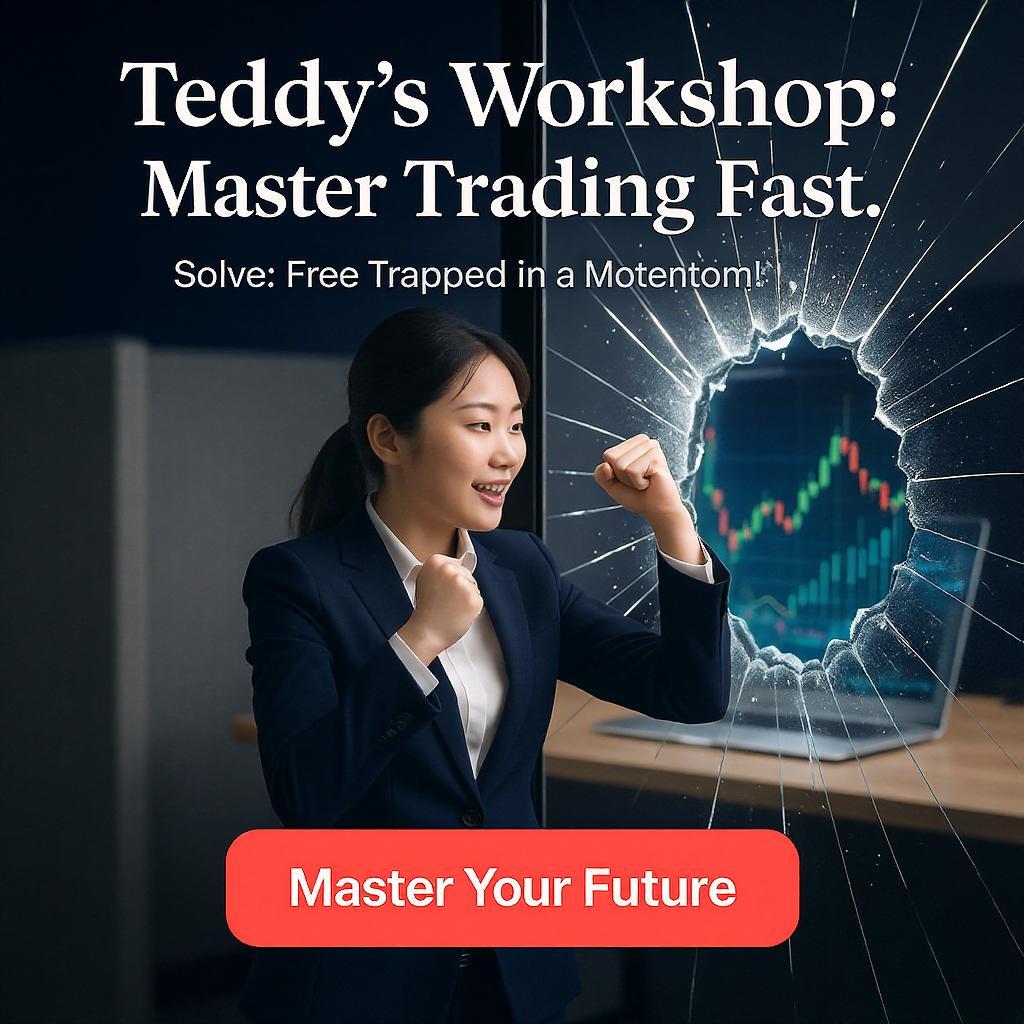 Teddy’s Workshop:
Master Trading Fast.
Solve: Free Trapped in a Motentom!
Master Your Future